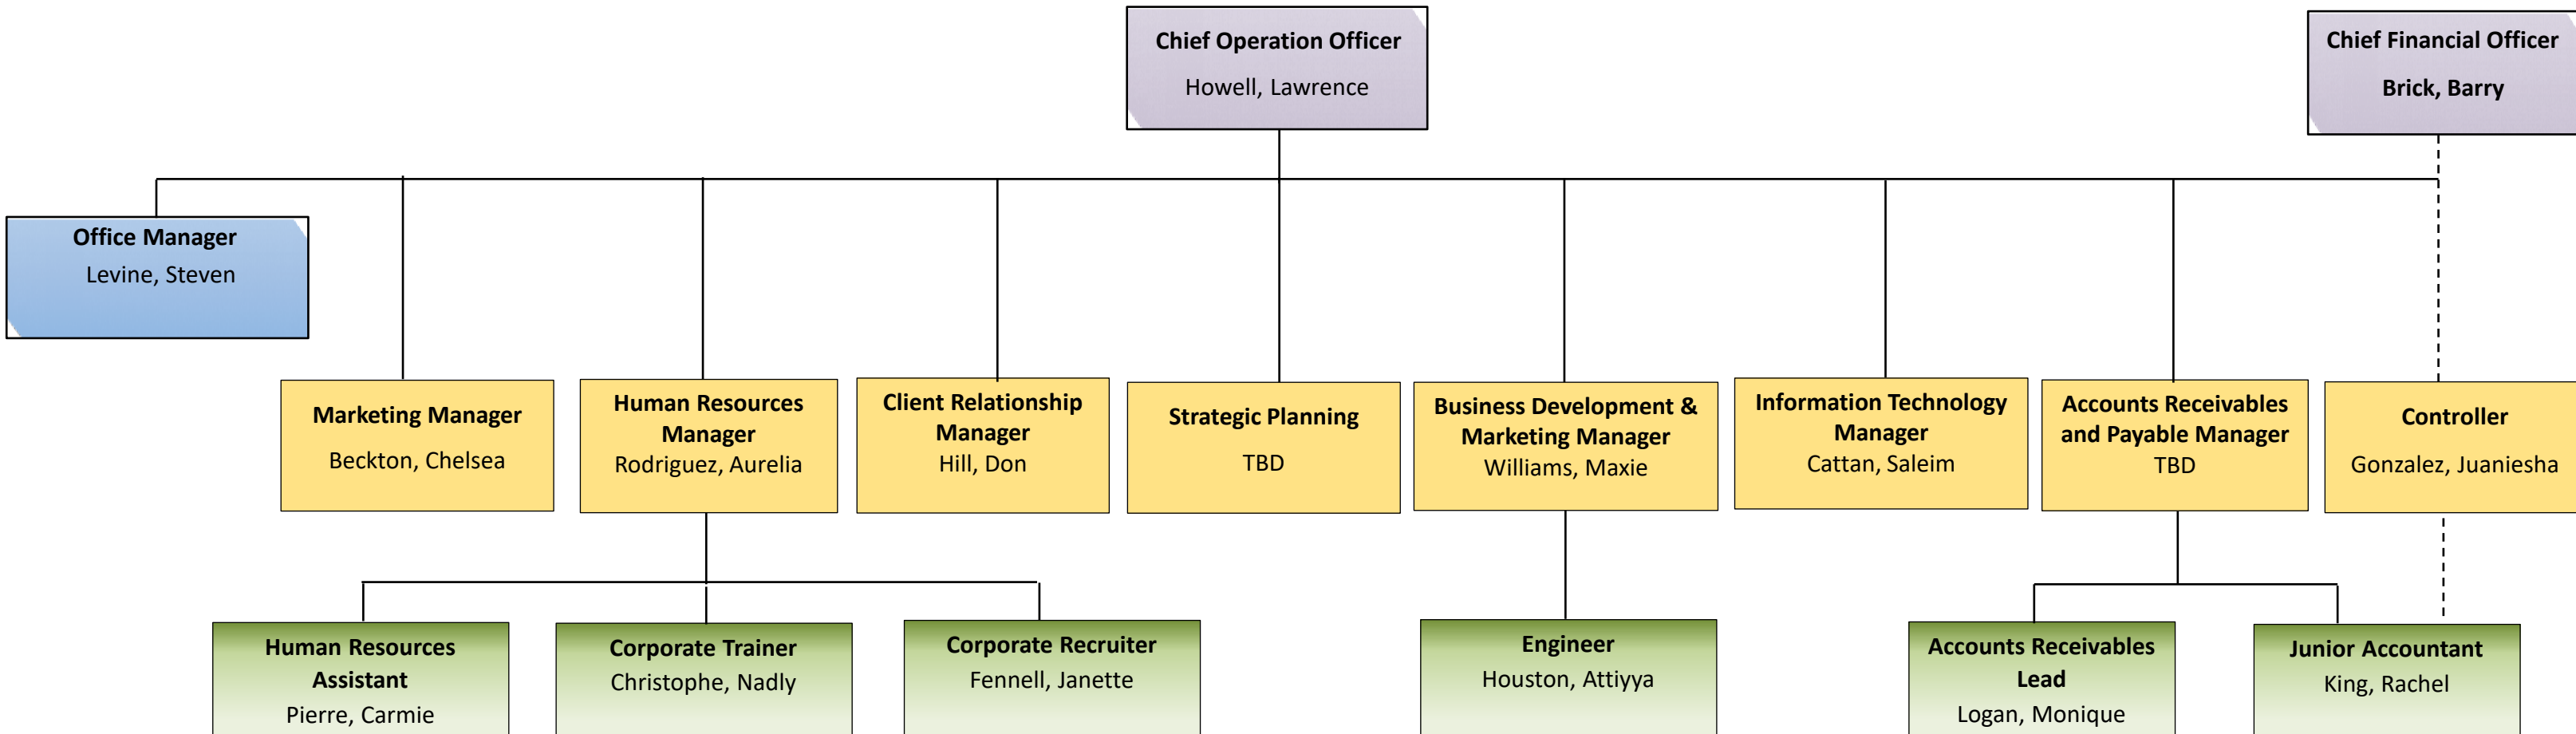 Chief Operation Officer
Howell, Lawrence
Chief Financial Officer
Brick, Barry
Office Manager
Levine, Steven
Marketing Manager
Beckton, Chelsea
Human Resources
Manager
Rodriguez, Aurelia
Client Relationship
Manager
Hill, Don
Strategic Planning
TBD
Business Development &
Marketing Manager
Williams, Maxie
Information Technology
Manager
Cattan, Saleim
Accounts Receivables
and Payable Manager
TBD
Controller
Gonzalez, Juaniesha
Human Resources
Assistant
Pierre, Carmie
Corporate Trainer
Christophe, Nadly
Corporate Recruiter
Fennell, Janette
Engineer
Houston, Attiyya
Accounts Receivables
Lead
Logan, Monique
Junior Accountant
King, Rachel